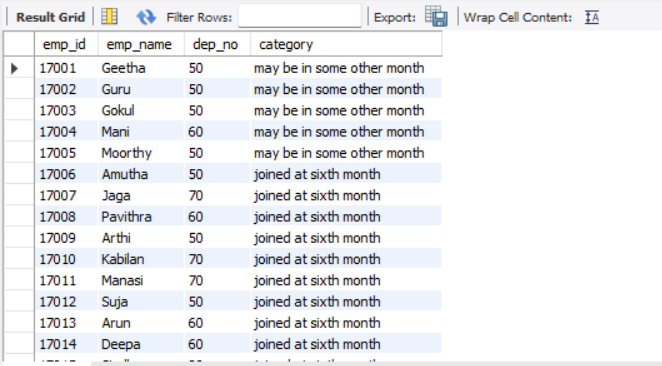 Result Grid Filter Rows: Export: Wrap Cell Content: IA
emp_id emp_name dep_no category
17001 Geetha 50 may be in some other month
17002 Guru 50 may be in some other month
17003 Gokul 50 may be in some other month
17004 Mani 60 may be in some other month
17005 Moorthy 50 may be in some other month
17006 Amutha 50 joined at sixth month
17007 Jaga 70 joined at sixth month
17008 Pavithra 60 joined at sixth month
17009 Arthi 50 joined at sixth month
17010 Kabilan 70 joined at sixth month
17011 Manasi 70 joined at sixth month
17012 Suja 50 joined at sixth month
17013 Arun 60 joined at sixth month
17014 Deepa 60 joined at sixth month